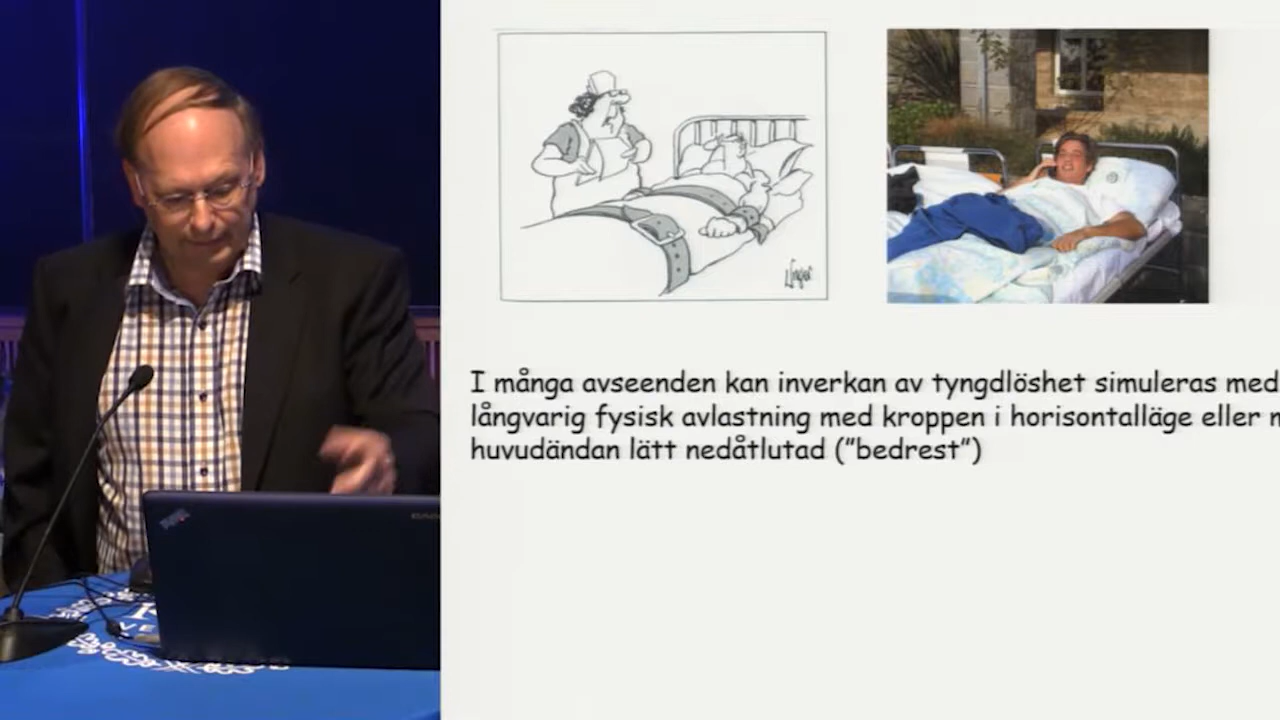 I många avseenden kan inverkan av tyngdlöshet simuleras med
långvarig fysisk avlastning med kroppen i horisontalläge eller
huvudändan lätt nedåtlutad (”bedrest”)